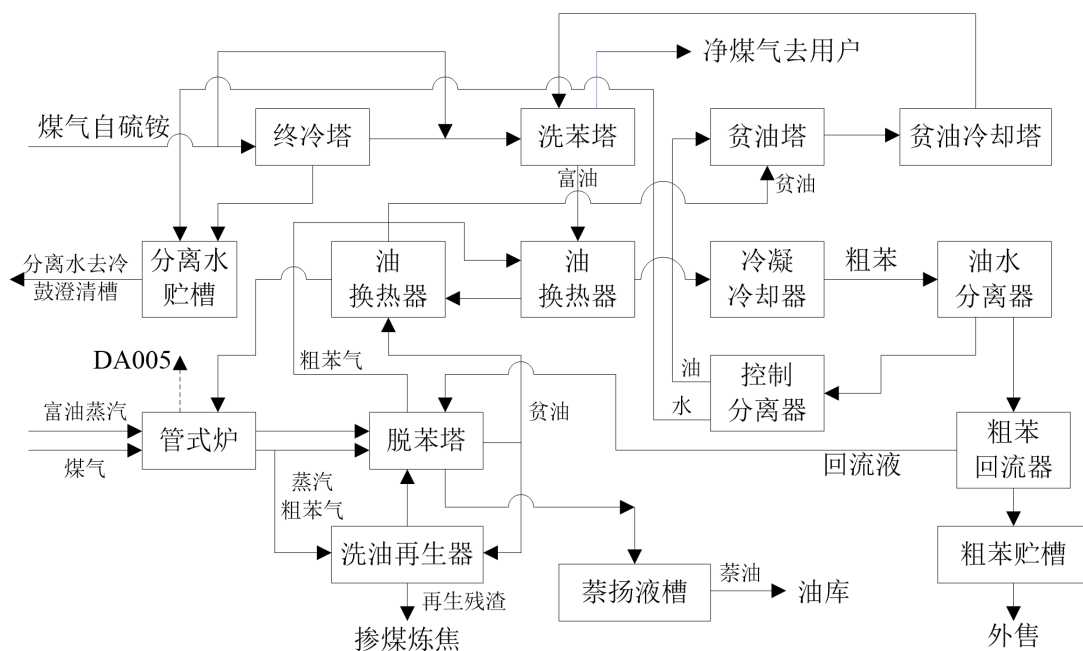 净煤气去用户
煤气自硫铵
终冷塔
洗苯塔
贫油塔
贫油冷却塔
富油
贫油
分离水去冷
鼓澄清槽
分离水
贮槽
油
换热器
油
换热器
冷凝
冷却器
粗苯
油水
分离器
DA005
粗苯气
贫油
油
水
控制
分离器
富油蒸汽
煤气
管式炉
脱苯塔
回流液
粗苯
回流器
蒸汽
粗苯气
洗油再生器
再生残渣
掺煤炼焦
萘扬液槽
萘油
油库
粗苯贮槽
外售